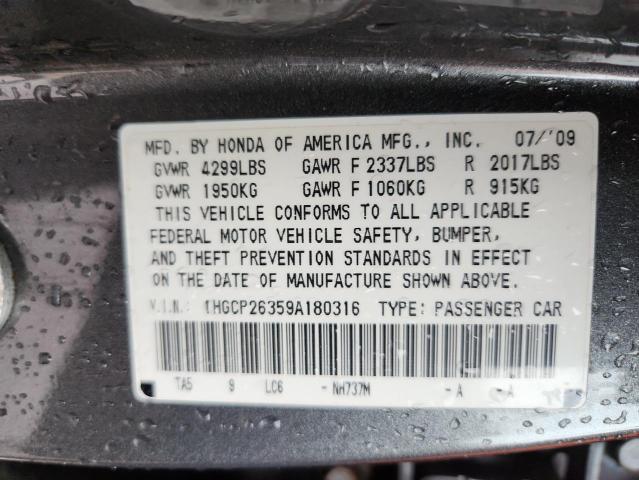 MFD. BY HONDA OF AMERICA MFG., INC. 07/'09
GVWR 4299LBS GAWR F 2337LBS R 2017LBS
GVWR 1950KG GAWR F 1060KG R 915KG
THIS VEHICLE CONFORMS TO ALL APPLICABLE
FEDERAL MOTOR VEHICLE SAFETY, BUMPER,
AND THEFT PREVENTION STANDARDS IN EFFECT
ON THE DATE OF MANUFACTURE SHOWN ABOVE.
V.I.N.: 1HGCP26359A180316 TYPE: PASSENGER CAR
TA5 9 LC6 - NH737M - A - A